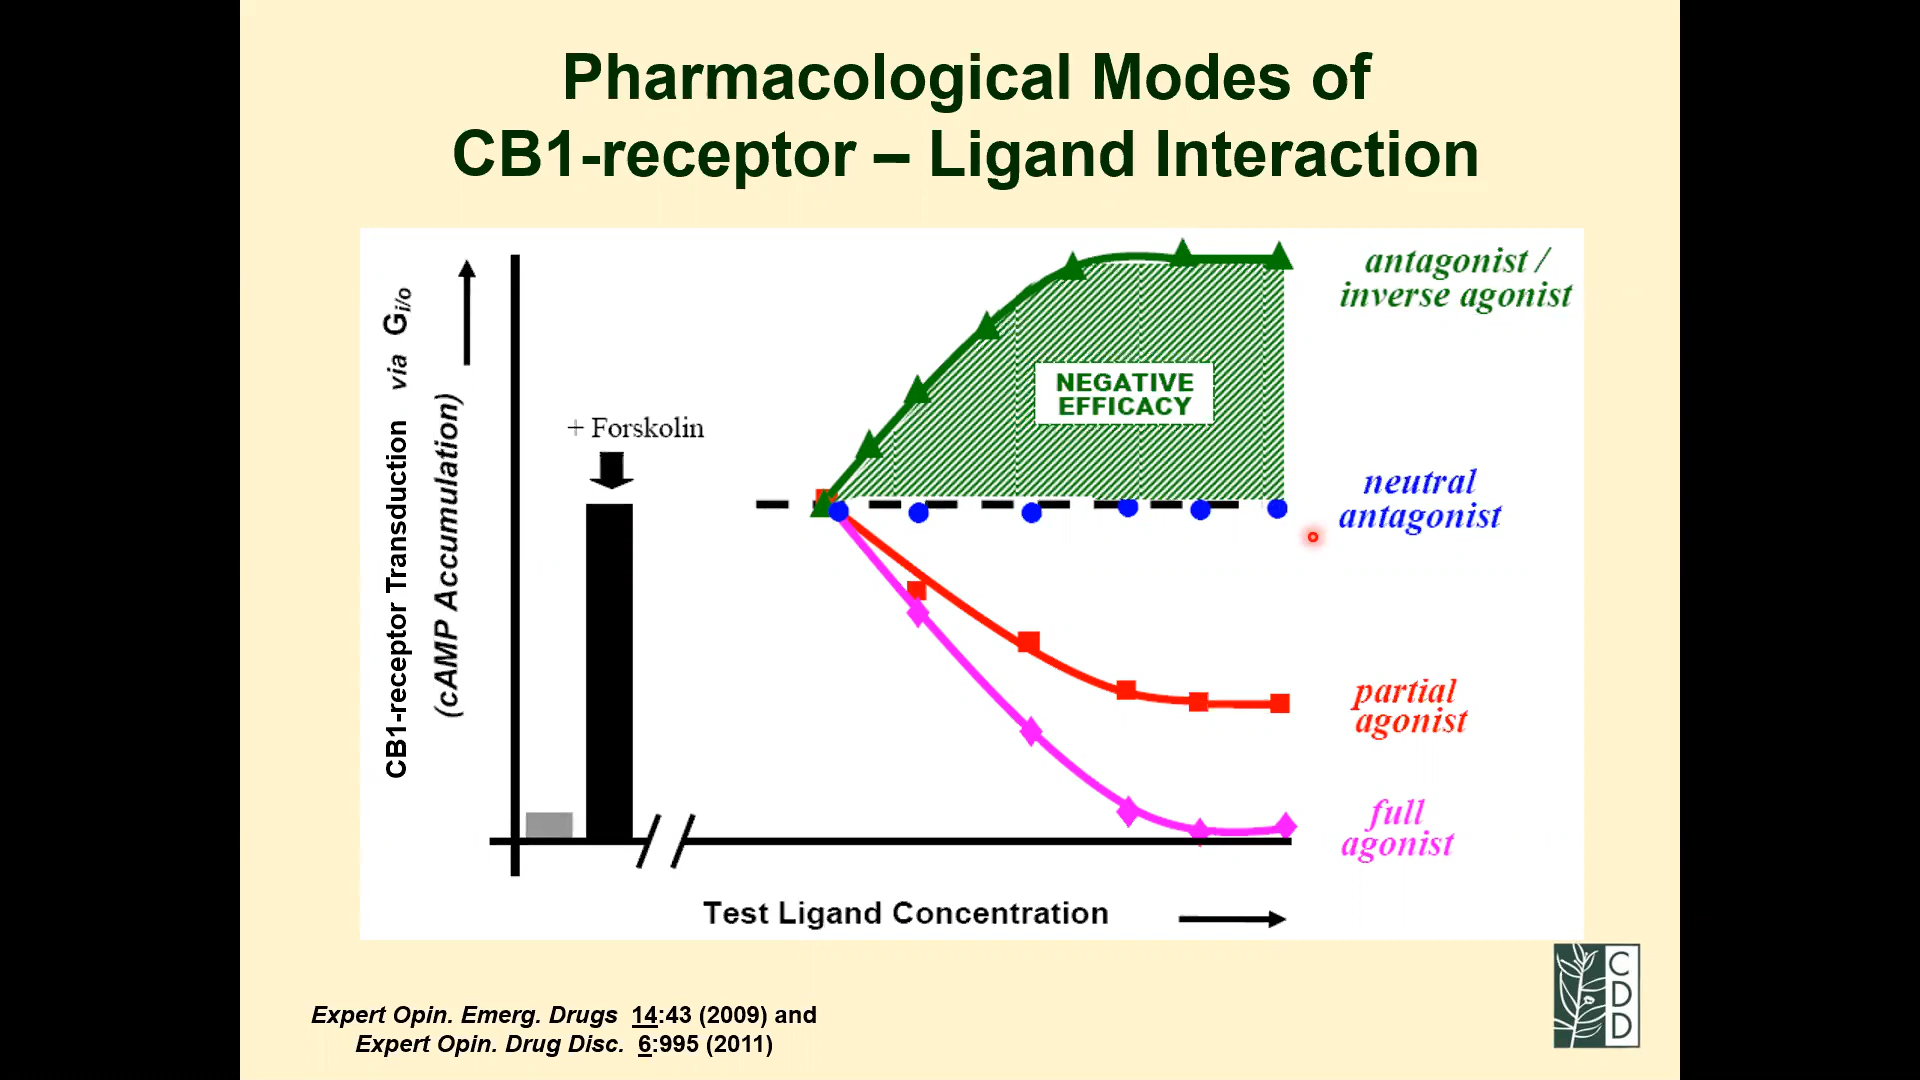 Pharmacological Modes of
CB1-receptor – Ligand Interaction
CB1-receptor Transduction via Gi/o
(cAMP Accumulation)
+ Forskolin
NEGATIVE
EFFICACY
antagonist /
inverse agonist
neutral
antagonist
partial
agonist
full
agonist
Test Ligand Concentration
Expert Opin. Emerg. Drugs 14:43 (2009) and
Expert Opin. Drug Disc. 6:995 (2011)
C
D
D